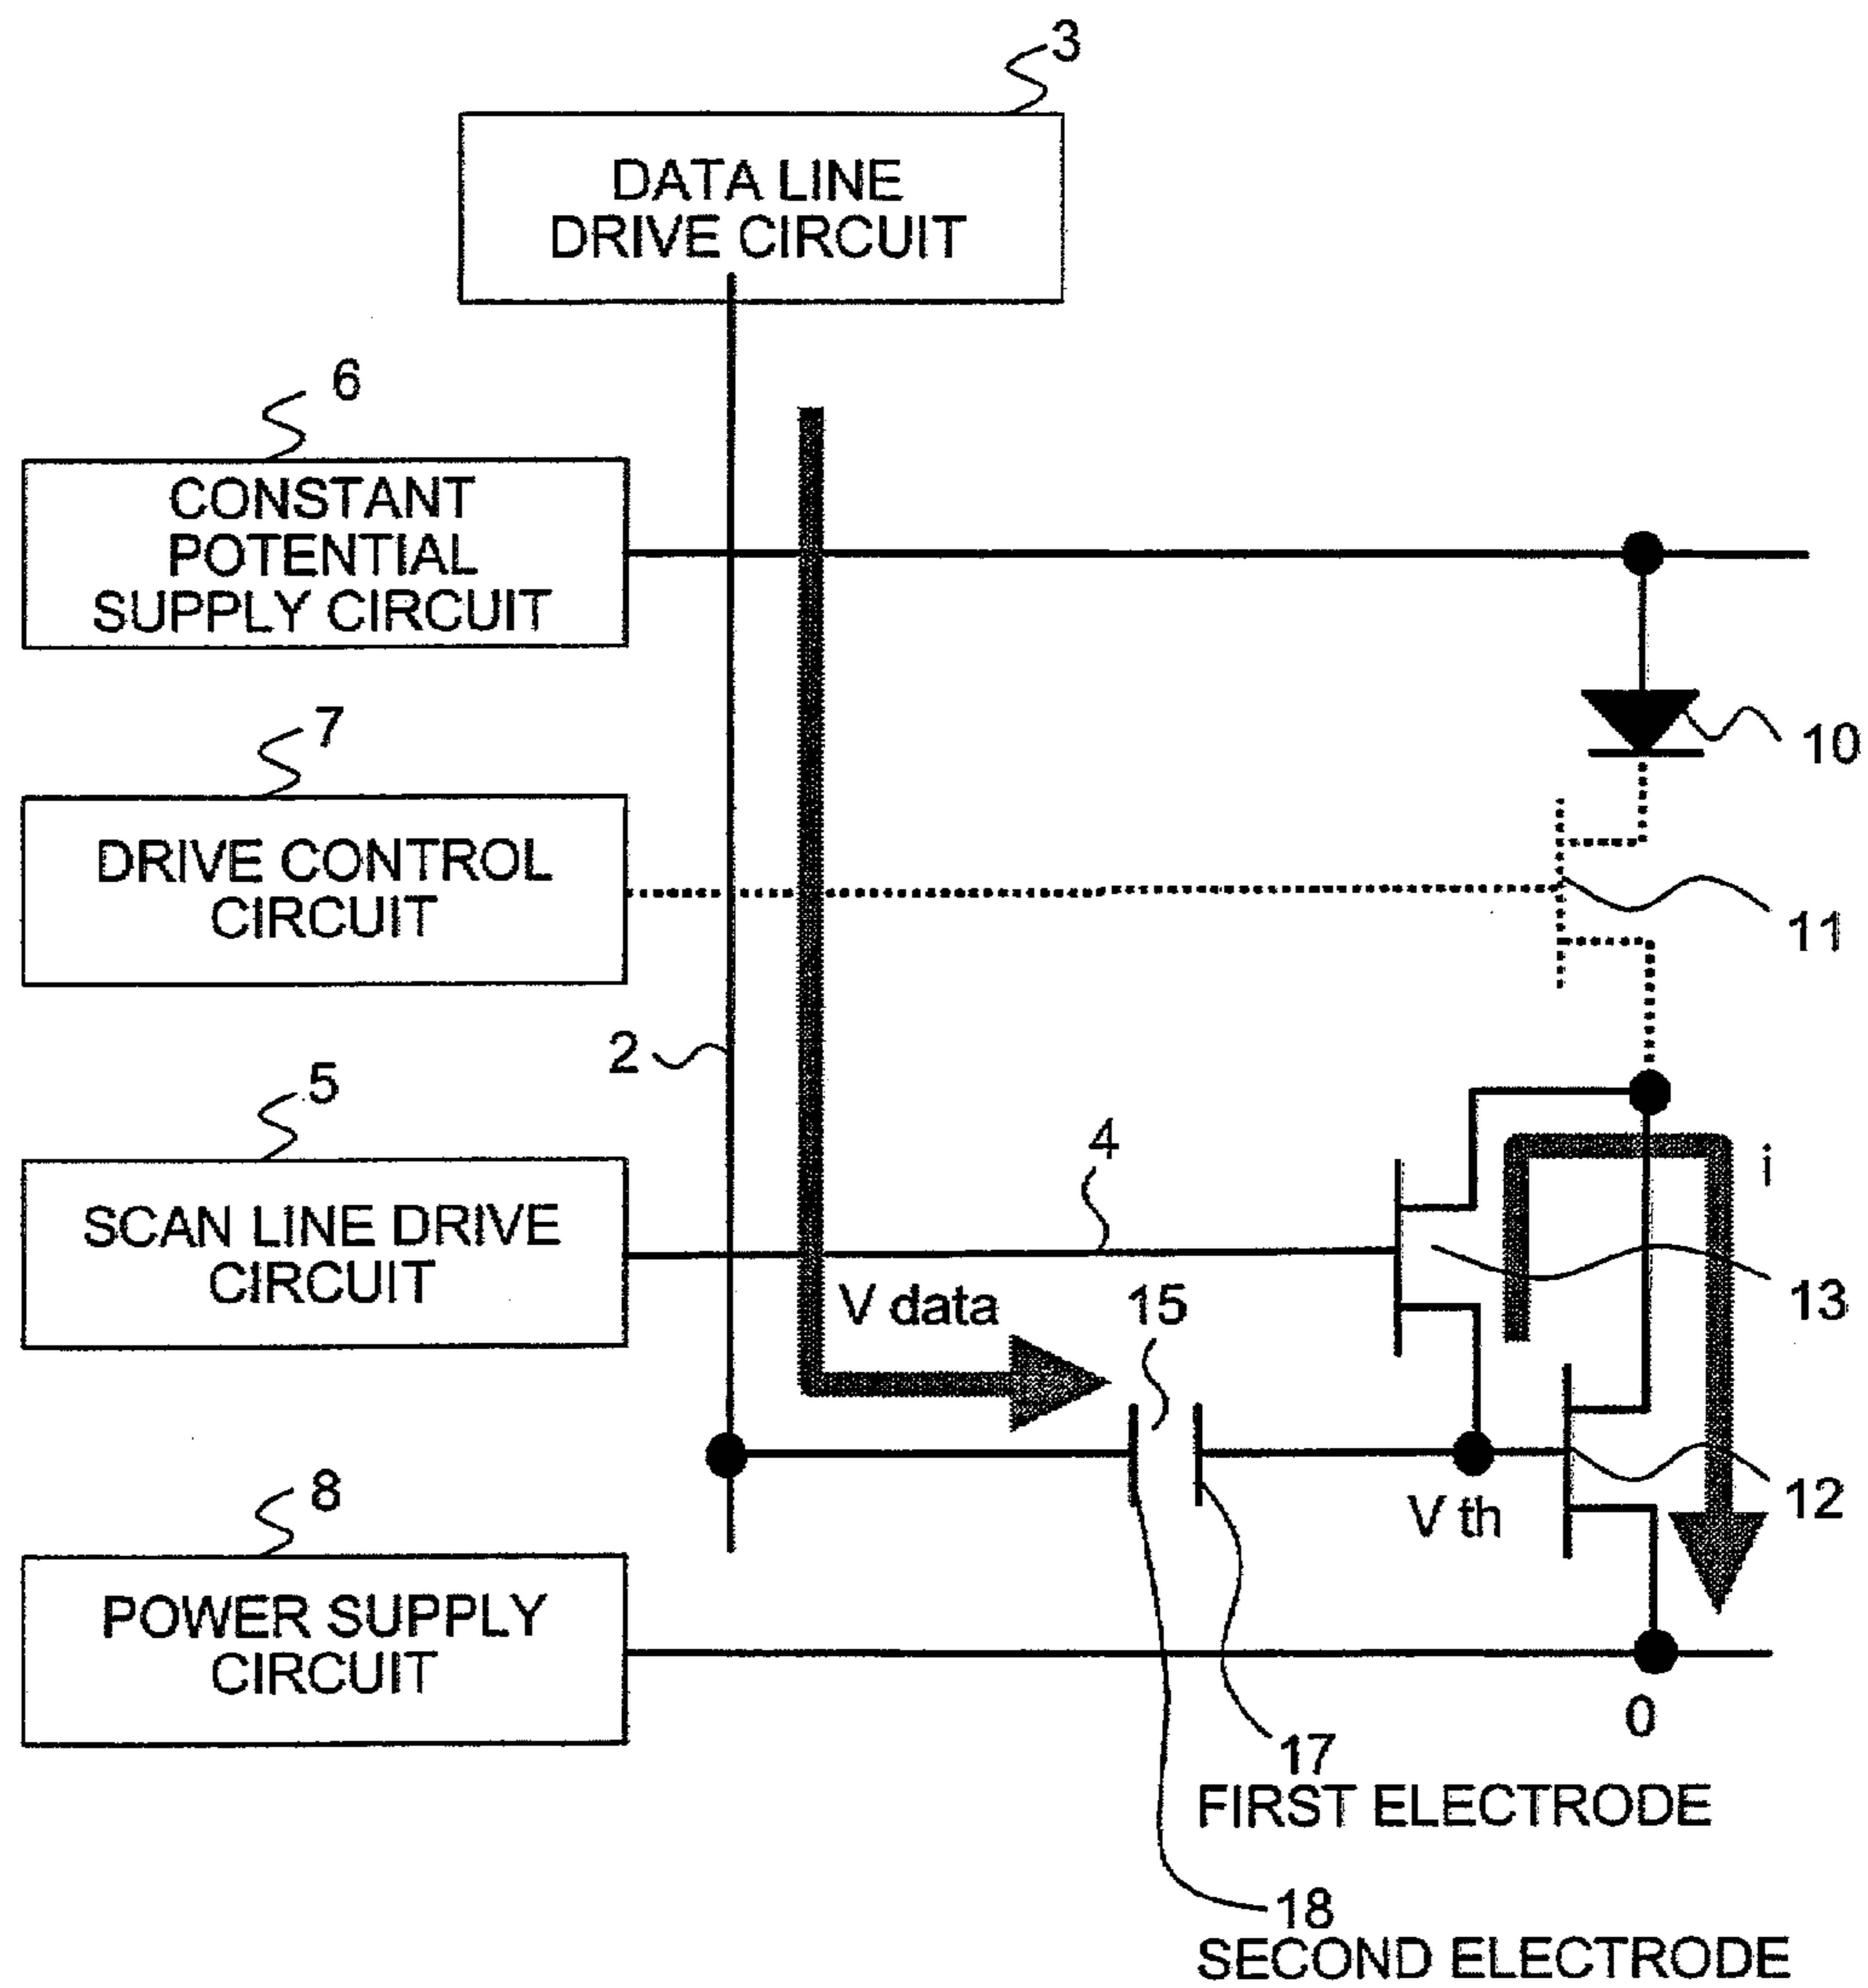 3
DATA LINE
DRIVE CIRCUIT
6
CONSTANT
POTENTIAL
SUPPLY CIRCUIT
10
7
DRIVE CONTROL
CIRCUIT
11
2
5
4
i
SCAN LINE DRIVE
CIRCUIT
13
V data
15
8
V th
12
POWER SUPPLY
CIRCUIT
0
17
FIRST ELECTRODE
18
SECOND ELECTRODE